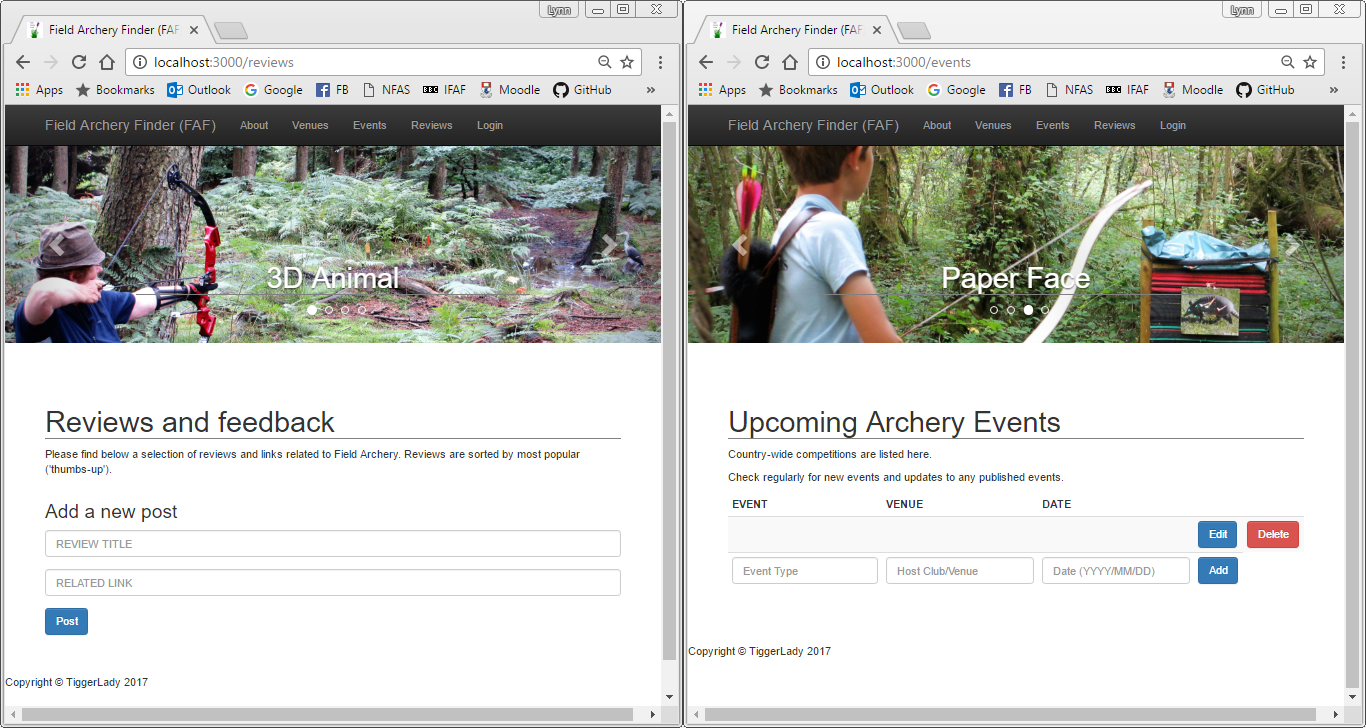 Lynn
Field Archery Finder (FAF
localhost:3000/reviews
Apps Bookmarks Outlook Google FB NFAS IFAF Moodle GitHub »
Field Archery Finder (FAF) About Venues Events Reviews Login
3D Animal
Reviews and feedback
Please find below a selection of reviews and links related to Field Archery. Reviews are sorted by most popular
('thumbs-up').
Add a new post
REVIEW TITLE
RELATED LINK
Post
Copyright © TiggerLady 2017
Lynn
Field Archery Finder (FAF
localhost:3000/events
Apps Bookmarks Outlook Google FB NFAS IFAF Moodle GitHub »
Field Archery Finder (FAF) About Venues Events Reviews Login
Paper Face
Upcoming Archery Events
Country-wide competitions are listed here.
Check regularly for new events and updates to any published events.
EVENT VENUE DATE
Edit Delete
Event Type Host Club/Venue Date (YYYY/MM/DD) Add
Copyright © TiggerLady 2017